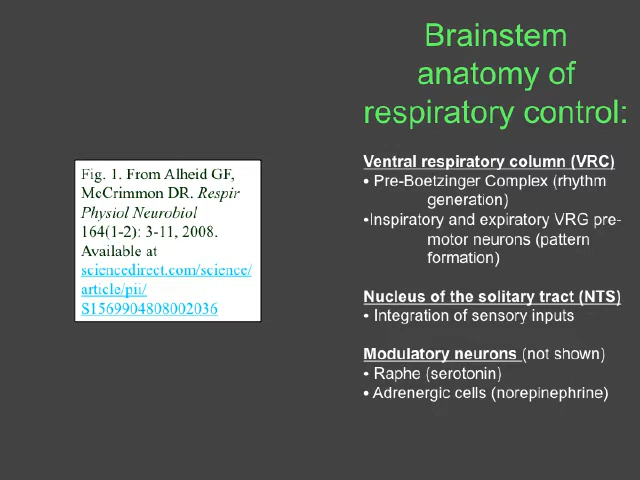 Brainstem
anatomy of
respiratory control:
Fig. 1. From Alheid GF,
McCrimmon DR. Respir
Physiol Neurobiol
164(1-2): 3-11, 2008.
Available at
sciencedirect.com/science/
article/pii/
S1569904808002036
Ventral respiratory column (VRC)
• Pre-Boetzinger Complex (rhythm
generation)
•Inspiratory and expiratory VRG pre-
motor neurons (pattern
formation)
Nucleus of the solitary tract (NTS)
• Integration of sensory inputs
Modulatory neurons (not shown)
• Raphe (serotonin)
• Adrenergic cells (norepinephrine)